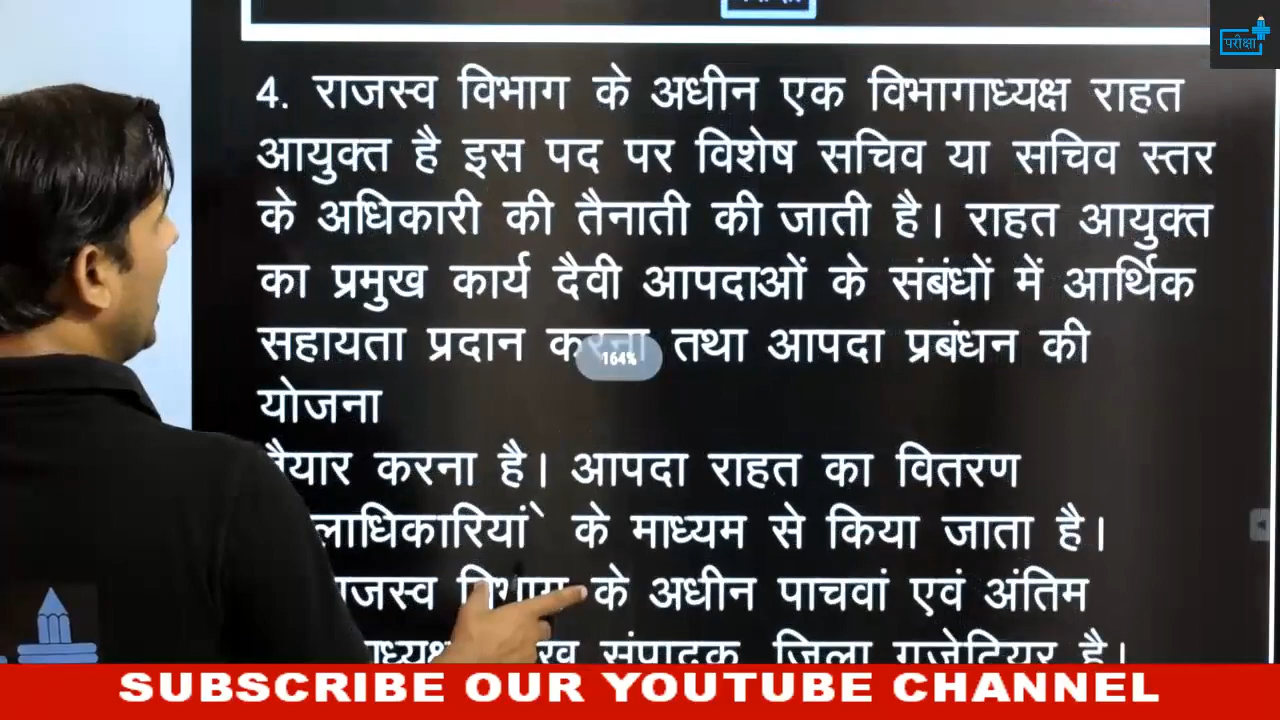 परीक्षा
4. राजस्व विभाग के अधीन एक विभागाध्यक्ष राहत
आयुक्त है इस पद पर विशेष सचिव या सचिव स्तर
के अधिकारी की तैनाती की जाती है। राहत आयुक्त
का प्रमुख कार्य दैवी आपदाओं के संबंधों में आर्थिक
सहायता प्रदान करना तथा आपदा प्रबंधन की
164%
योजना
तैयार करना है। आपदा राहत का वितरण
के माध्यम से किया जाता है।
विभाग के अधीन पाचवां एवं अंतिम
संपादक, जिला गजेटियर है।
SUBSCRIBE OUR YOUTUBE CHANNEL